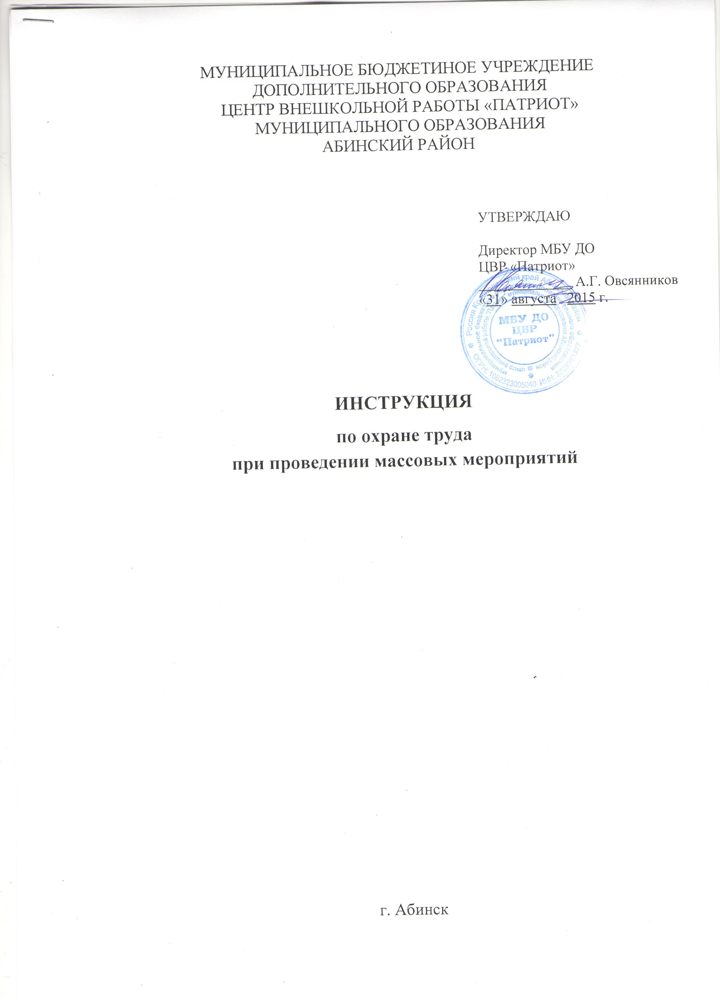 МУНИЦИПАЛЬНОЕ БЮДЖЕТИНОЕ УЧРЕЖДЕНИЕ
ДОПОЛНИТЕЛЬНОГО ОБРАЗОВАНИЯ
ЦЕНТР ВНЕШКОЛЬНОЙ РАБОТЫ «ПАТРИОТ»
МУНИЦИПАЛЬНОГО ОБРАЗОВАНИЯ
АБИНСКИЙ РАЙОН
УТВЕРЖДАЮ
Директор МБУ ДО
ЦВР «Патриот»
А.Г. Овсянников
«31» августа 2015 г.
Россия Краснодарский край Абинский район
ОГРН: 1062323005040 ИНН:
муниципальное бюджетное учреждение дополнительного образования
центр внешкольной работы "Патриот" муниципального образования Абинский район
МБУ ДО
ЦВР
“Патриот”
ИНСТРУКЦИЯ
по охране труда
при проведении массовых мероприятий
г. Абинск